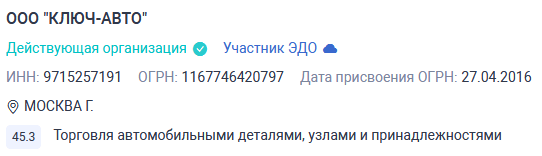 ООО "КЛЮЧ-АВТО"
Действующая организация Участник ЭДО
ИНН: 9715257191 ОГРН: 1167746420797 Дата присвоения ОГРН: 27.04.2016
МОСКВА Г.
45.3 Торговля автомобильными деталями, узлами и принадлежностями